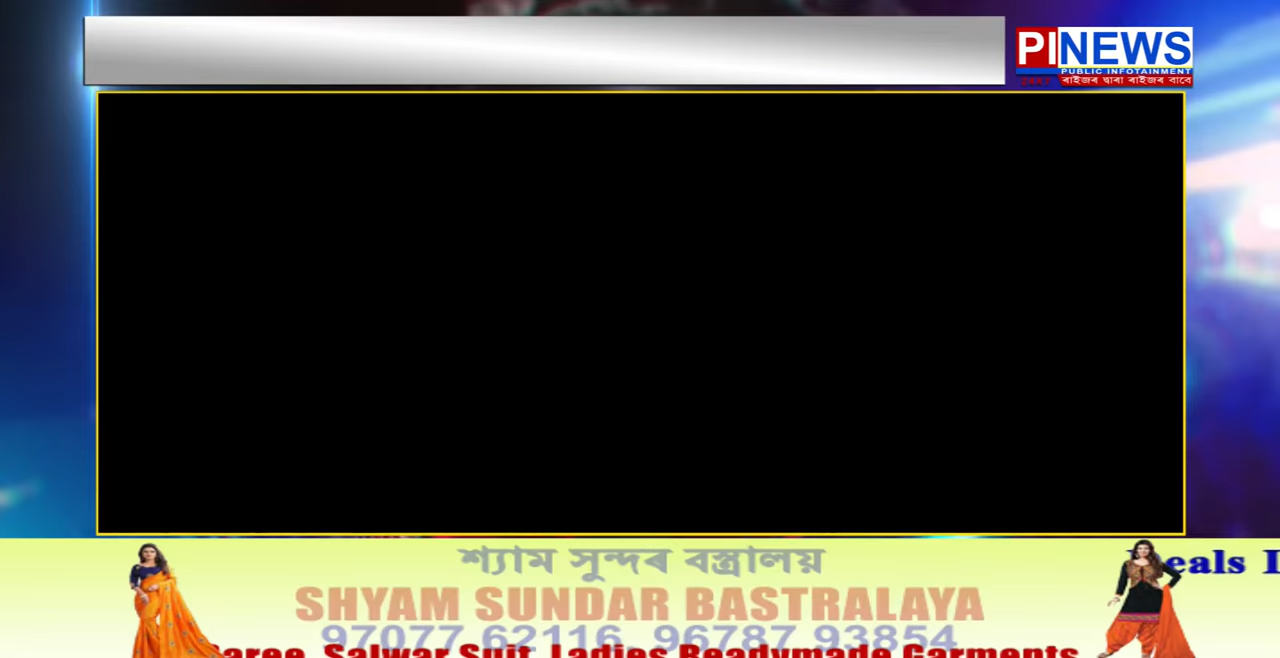 PI NEWS
PUBLIC INFOTAINMENT
ৰাইজৰ দ্বাৰা ৰাইজৰ বাবে
শ্যাম সুন্দৰ বস্ত্ৰালয়
eals
SHYAM SUNDAR BASTRALAYA
97077 62116, 96787 93854
Saree, Salwar Suit, Ladies Readymade Garments